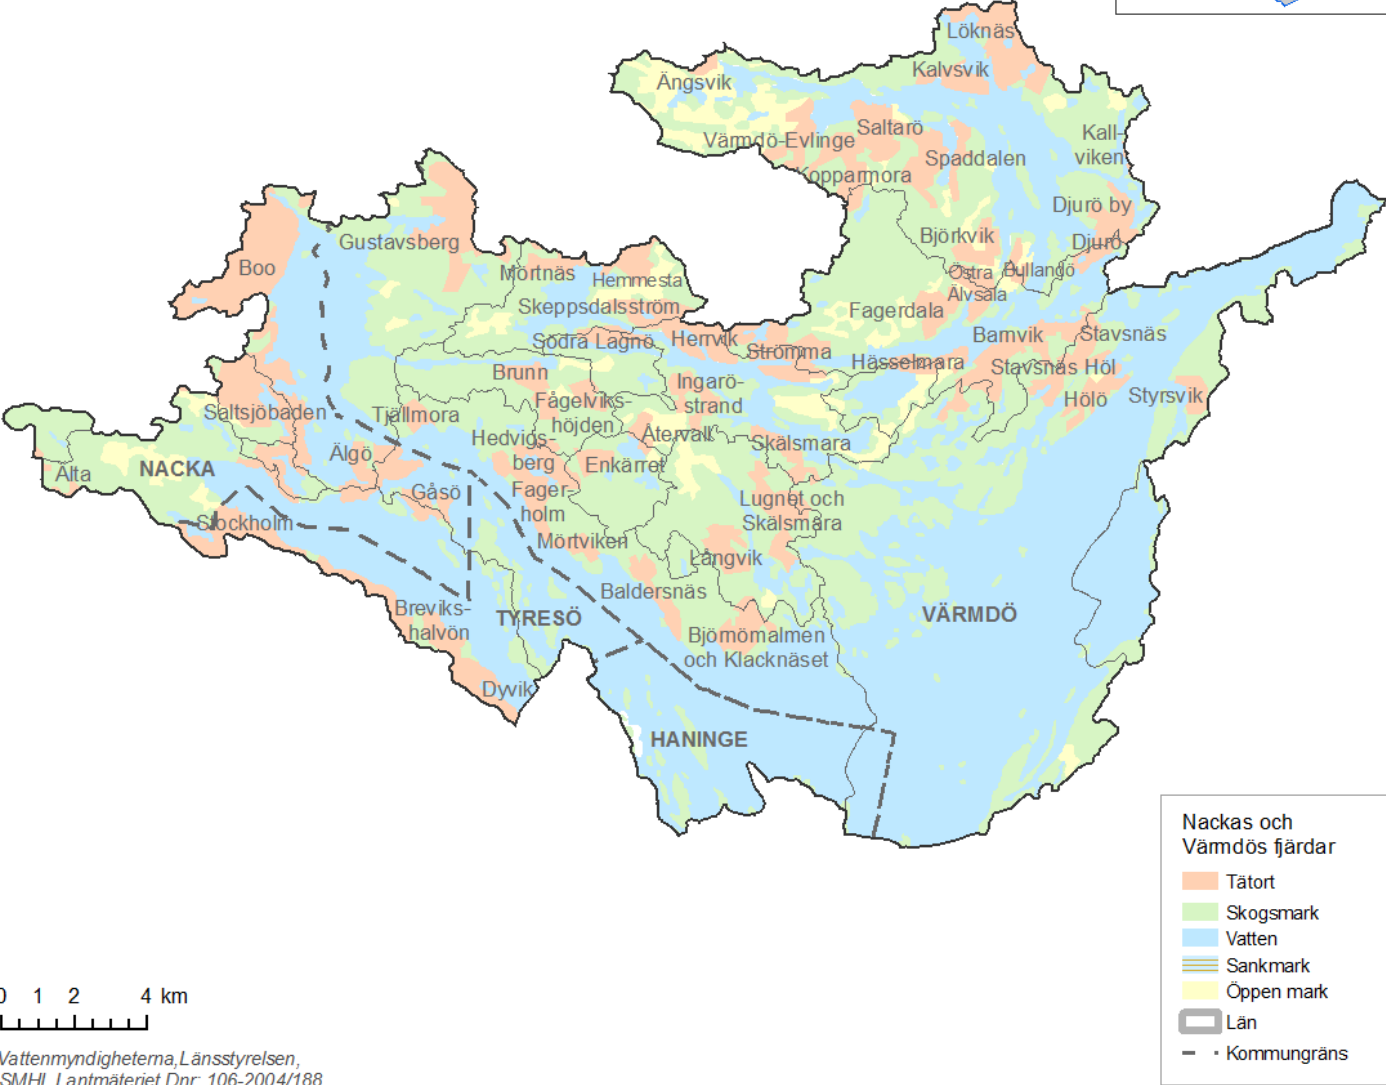 Löknäs
Kalvsvik
Ängsvik
Saltarö
Värmdö-Evlinge
Kall-
viken
Spaddalen
Kopparmora
Djurö by
Björkvik
Djurö
Gustavsberg
Boo
Mörtnäs
Hemmesta
Östra
Älvsala
Bullandö
Skeppsdalsström
Fagerdala
Södra Lagnö
Herrvik
Strömma
Barnvik
Stavsnäs
Hässelmara
Stavsnäs Höl
Brunn
Ingarö-
strand
Hölö
Styrsvik
Saltsjöbaden
Tjällmora
Fågelviks-
höjden
Hedvigs-
berg
Återvall
Skälsmara
Älgö
Enkärret
Älta
NACKA
Gåsö
Fager-
holm
Lugnet och
Skälsmåra
Stockholm
Mörtviken
Långvik
Baldersnäs
Breviks-
halvön
TYRESÖ
VÄRMDÖ
Björnömalmen
och Klacknäset
Dyvik
HANINGE
Nackas och
Värmdös fjärdar
Tätort
Skogsmark
Vatten
Sankmark
Öppen mark
Län
Kommungräns
0 1 2 4 km
Vattenmyndigheterna,Länsstyrelsen,
SMHI, Lantmäteriet Dnr: 106-2004/188